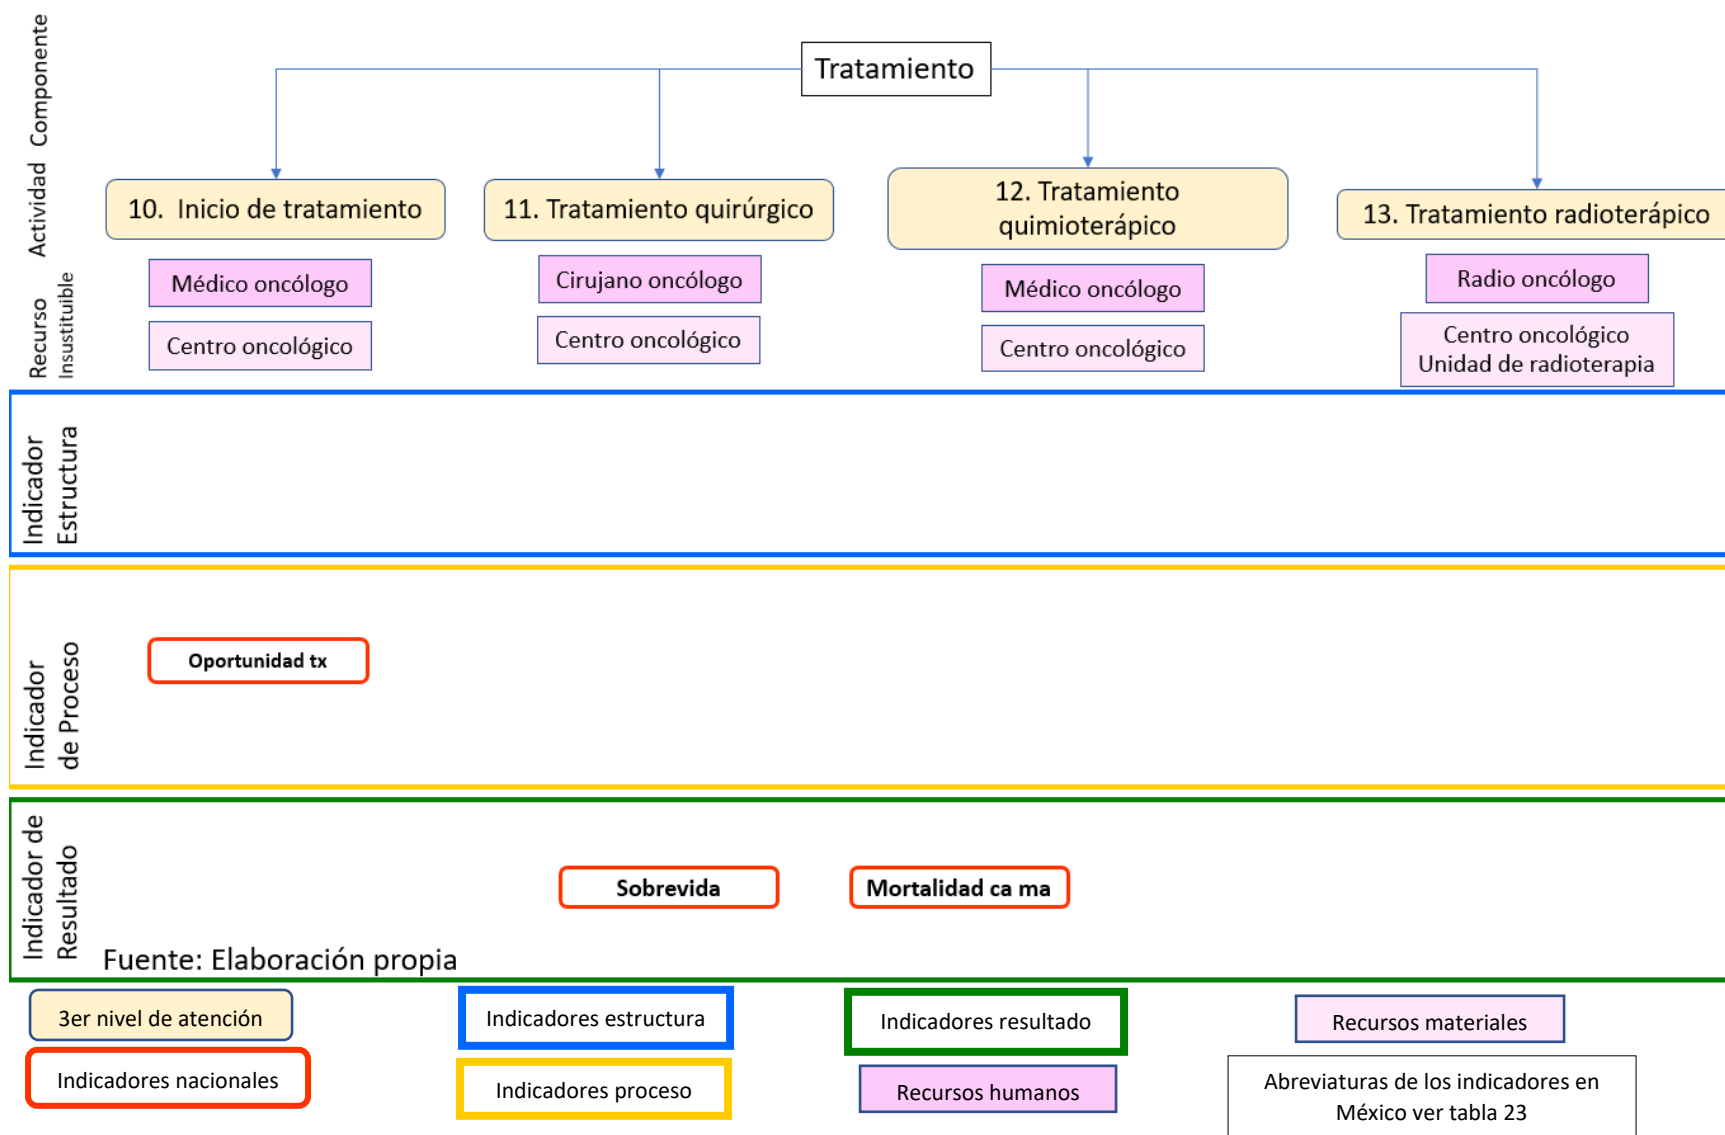 Componente
Tratamiento
Actividad
10. Inicio de tratamiento
11. Tratamiento quirúrgico
12. Tratamiento
quimioterápico
13. Tratamiento radioterápico
Recurso
Insustituible
Médico oncólogo
Cirujano oncólogo
Médico oncólogo
Radio oncólogo
Centro oncológico
Centro oncológico
Centro oncológico
Centro oncológico
Unidad de radioterapia
Indicador
Estructura
Indicador
de Proceso
Oportunidad tx
Indicador de
Resultado
Sobrevida
Mortalidad ca ma
Fuente: Elaboración propia
3er nivel de atención
Indicadores estructura
Indicadores resultado
Recursos materiales
Indicadores nacionales
Indicadores proceso
Recursos humanos
Abreviaturas de los indicadores en
México ver tabla 23